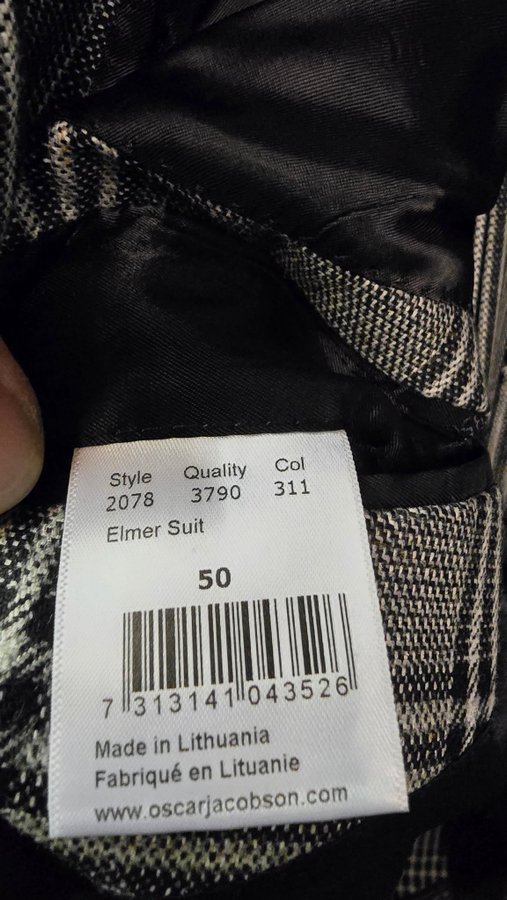 Style Quality Col
2078 3790 311
Elmer Suit
50
7 313141 043526
Made in Lithuania
Fabriqué en Lituanie
www.oscarjacobson.com